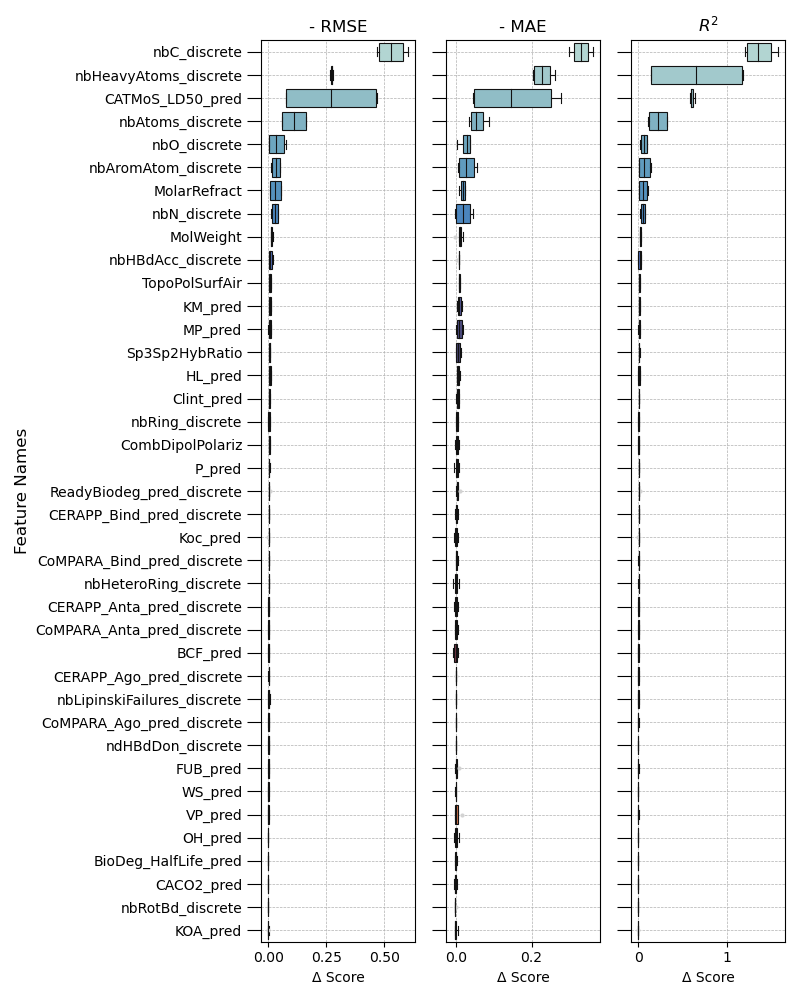 - RMSE
- MAE
R²
Feature Names
nbC_discrete
nbHeavyAtoms_discrete
CATMoS_LD50_pred
nbAtoms_discrete
nbO_discrete
nbAromAtom_discrete
MolarRefract
nbN_discrete
MolWeight
nbHBdAcc_discrete
TopoPolSurfAir
KM_pred
MP_pred
Sp3Sp2HybRatio
HL_pred
Clint_pred
nbRing_discrete
CombDipolPolariz
P_pred
ReadyBiodeg_pred_discrete
CERAPP_Bind_pred_discrete
Koc_pred
CoMPARA_Bind_pred_discrete
nbHeteroRing_discrete
CERAPP_Anta_pred_discrete
CoMPARA_Anta_pred_discrete
BCF_pred
CERAPP_Ago_pred_discrete
nbLipinskiFailures_discrete
CoMPARA_Ago_pred_discrete
ndHBdDon_discrete
FUB_pred
WS_pred
VP_pred
OH_pred
BioDeg_HalfLife_pred
CACO2_pred
nbRotBd_discrete
KOA_pred
0.00 0.25 0.50
0.0 0.2
0 1
Δ Score
Δ Score
Δ Score